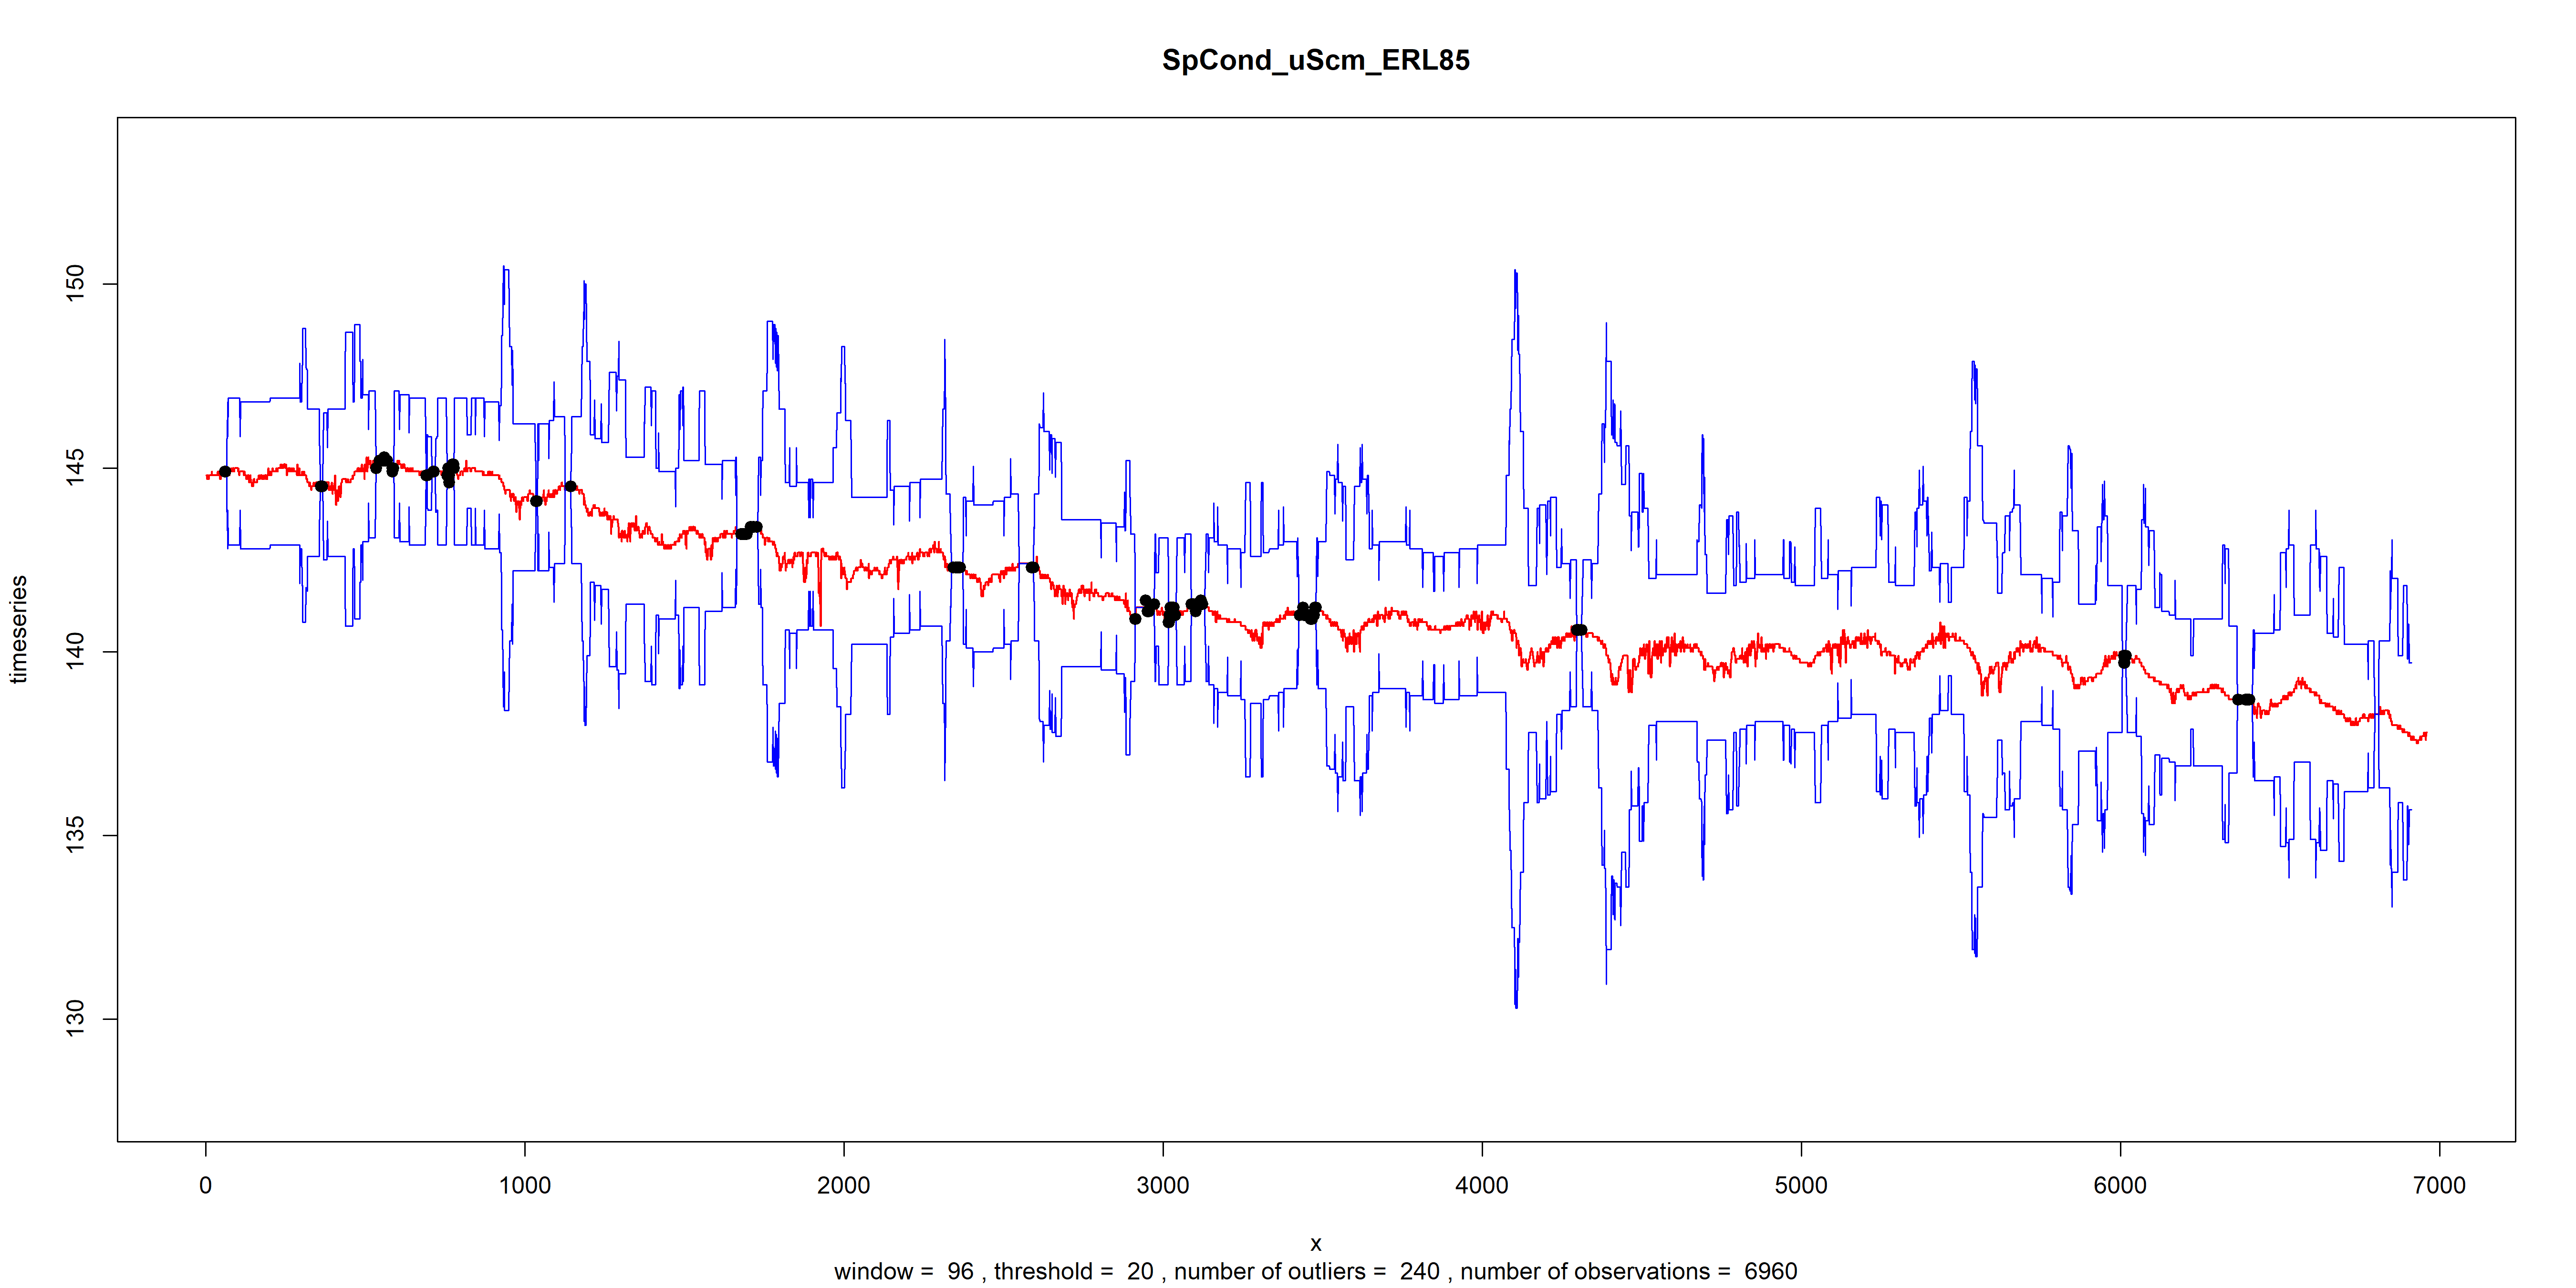 SpCond_uScm_ERL85
timeseries
150
145
140
135
130
0 1000 2000 3000 4000 5000 6000 7000
x
window =  96 , threshold =  20 , number of outliers =  240 , number of observations =  6960